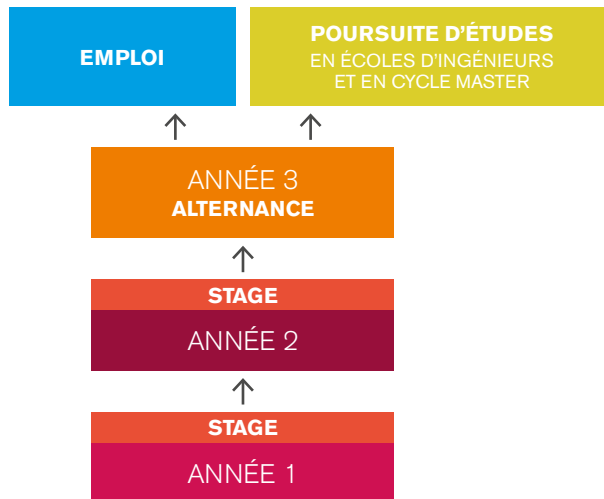 EMPLOI
POURSUITE D'ÉTUDES
EN ÉCOLES D'INGÉNIEURS
ET EN CYCLE MASTER
ANNÉE 3
ALTERNANCE
STAGE
ANNÉE 2
STAGE
ANNÉE 1